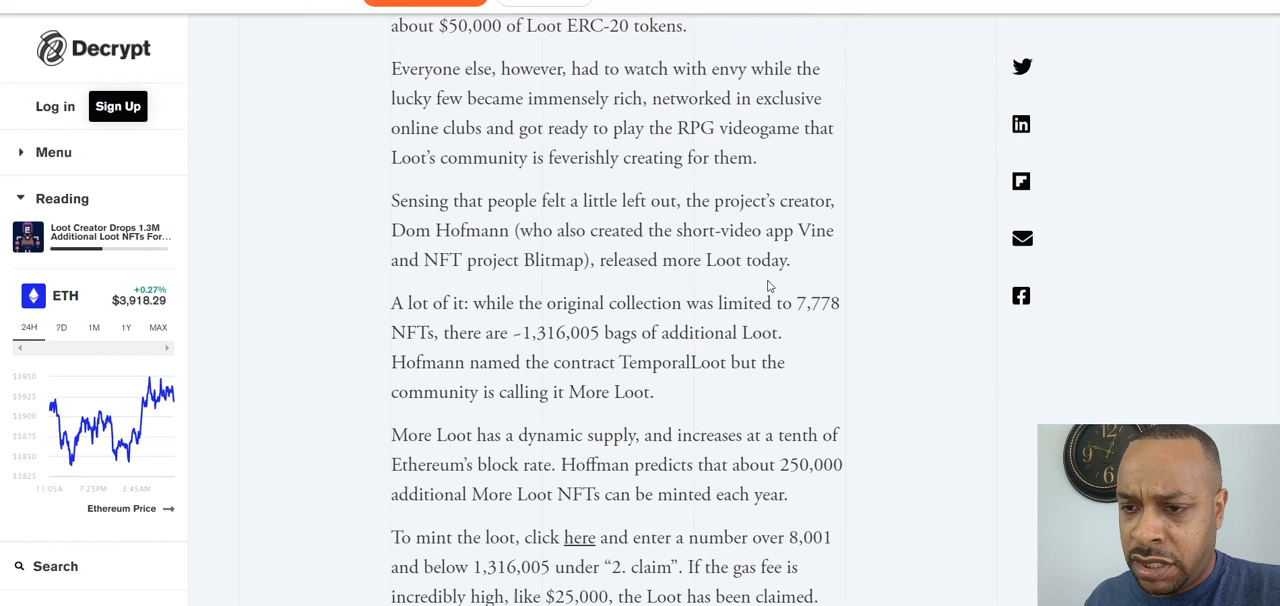 Decrypt
Log in
Sign Up
Menu
Reading
Loot Creator Drops 1.3M
Additional Loot NFTs For...
ETH
+0.27%
$3,918.29
24H 7D 1M 1Y MAX
$3950
$3925
$3900
$3875
$3850
$3825
11:05A 7:25PM 3:45AM
Ethereum Price
Search
about $50,000 of Loot ERC-20 tokens.
Everyone else, however, had to watch with envy while the
lucky few became immensely rich, networked in exclusive
online clubs and got ready to play the RPG videogame that
Loot's community is feverishly creating for them.
Sensing that people felt a little left out, the project's creator,
Dom Hofmann (who also created the short-video app Vine
and NFT project Blitmap), released more Loot today.
A lot of it: while the original collection was limited to 7,778
NFTs, there are ~1,316,005 bags of additional Loot.
Hofmann named the contract TemporalLoot but the
community is calling it More Loot.
More Loot has a dynamic supply, and increases at a tenth of
Ethereum's block rate. Hoffman predicts that about 250,000
additional More Loot NFTs can be minted each year.
To mint the loot, click here and enter a number over 8,001
and below 1,316,005 under “2. claim”. If the gas fee is
incredibly high, like $25,000, the Loot has been claimed.